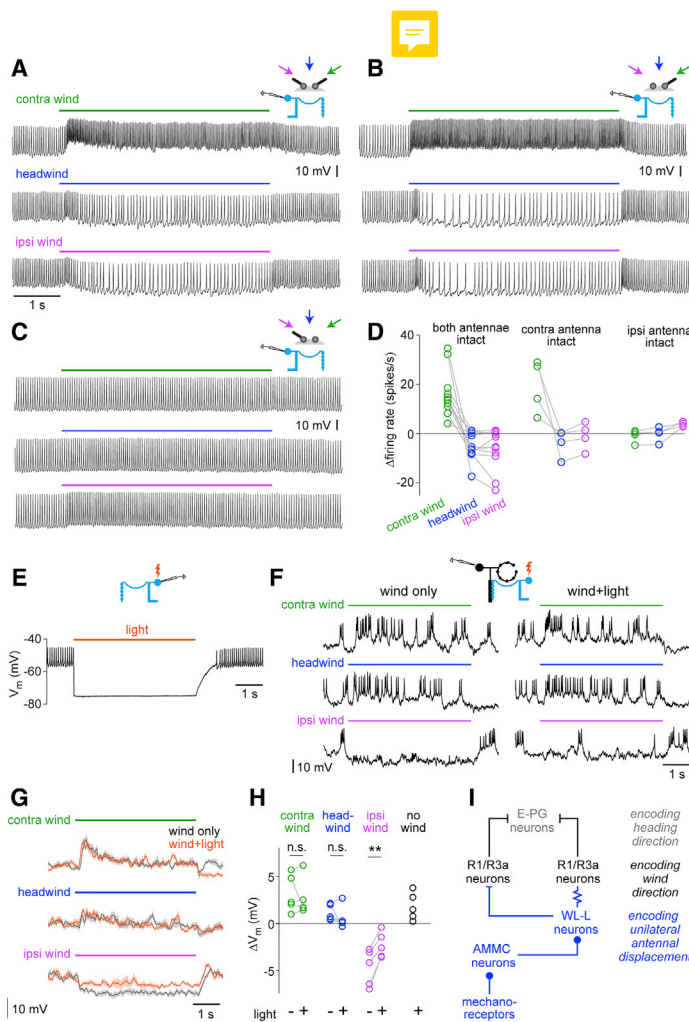 A
contra wind
10 mV
headwind
ipsi wind
1 s
B
10 mV
C
10 mV
D
both antennae
intact
contra antenna
intact
ipsi antenna
intact
Δfiring rate (spikes/s)
40
20
0
-20
contra wind
headwind
ipsi wind
E
light
Vm (mV)
-40
-60
-80
1 s
F
wind only
wind+light
contra wind
headwind
ipsi wind
10 mV
1 s
G
contra wind
wind only
wind+light
headwind
ipsi wind
10 mV
1 s
H
contra
wind
head-
wind
ipsi
wind
no
wind
n.s.
n.s.
**
ΔVm (mV)
5
0
-5
light
- + - + - + +
I
E-PG
neurons
encoding
heading
direction
R1/R3a
neurons
R1/R3a
neurons
encoding
wind
direction
WL-L
neurons
encoding
unilateral
antennal
displacement
AMMC
neurons
mechano-
receptors